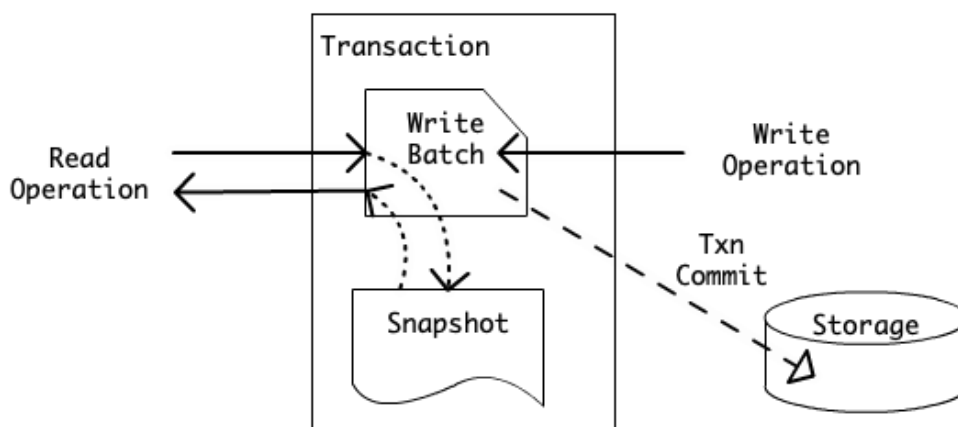 Transaction
Write
Batch
Read
Operation
Write
Operation
Txn
Commit
Snapshot
Storage